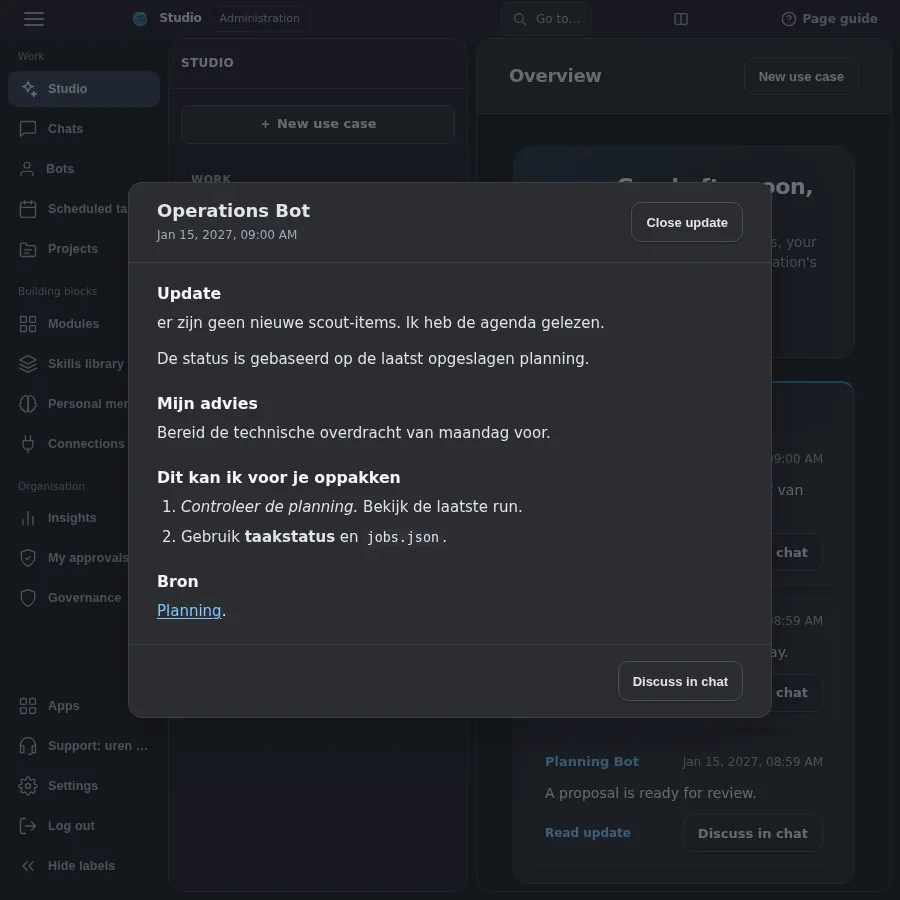 Studio
Administration
Go to...
Page guide
Work
Studio
Chats
Bots
Scheduled
Projects
Building blocks
Modules
Skills library
Personal
Connections
Organisation
Insights
My approvals
Governance
Apps
Support: uren ...
Settings
Log out
Hide labels
STUDIO
+ New use case
WORK
Overview
New use case
s, your
09:00 AM
van
chat
08:59 AM
chat
Planning Bot
Jan 15, 2027, 08:59 AM
A proposal is ready for review.
Read update
Discuss in chat
Operations Bot
Jan 15, 2027, 09:00 AM
Close update
Update
er zijn geen nieuwe scout-items. Ik heb de agenda gelezen.
De status is gebaseerd op de laatst opgeslagen planning.
Mijn advies
Bereid de technische overdracht van maandag voor.
Dit kan ik voor je oppakken
1. Controleer de planning. Bekijk de laatste run.
2. Gebruik taakstatus en jobs.json.
Bron
Planning.
Discuss in chat